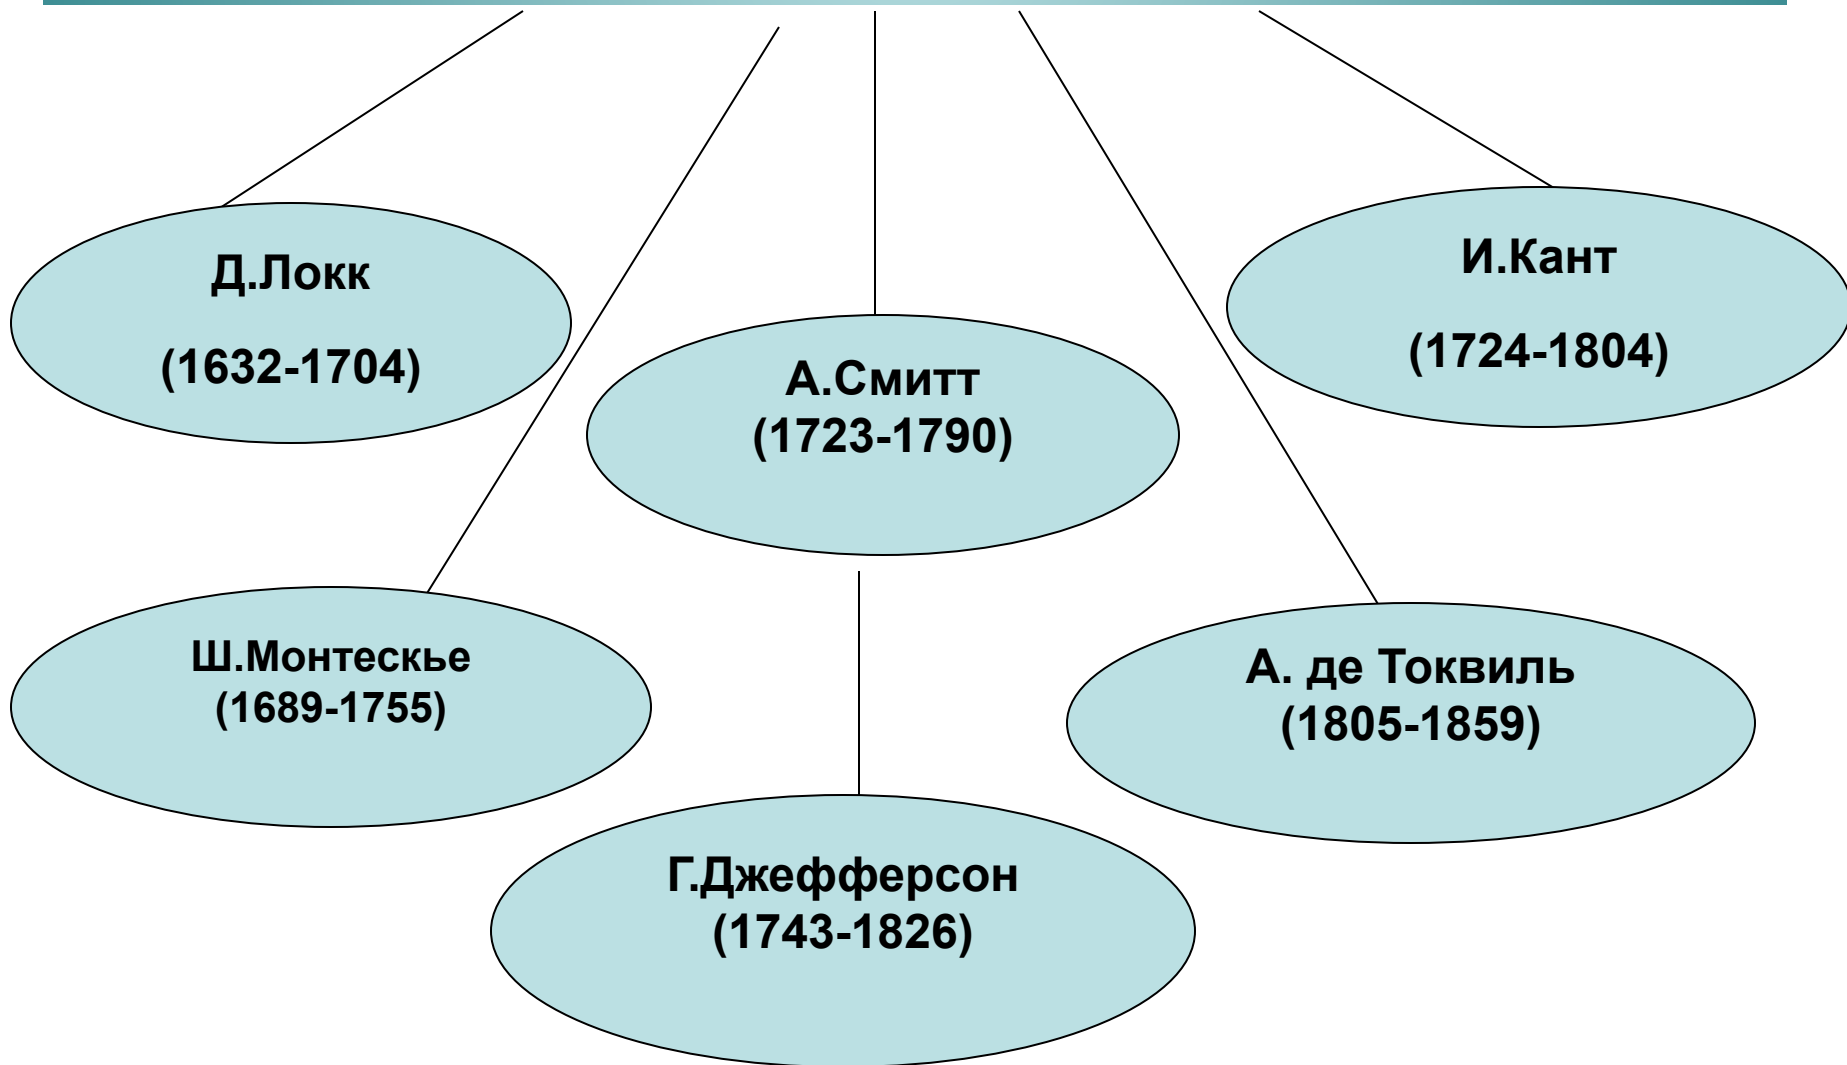 Д.Локк
(1632-1704)
И.Кант
(1724-1804)
А.Смитт
(1723-1790)
Ш.Монтескье
(1689-1755)
А. де Токвиль
(1805-1859)
Г.Джефферсон
(1743-1826)